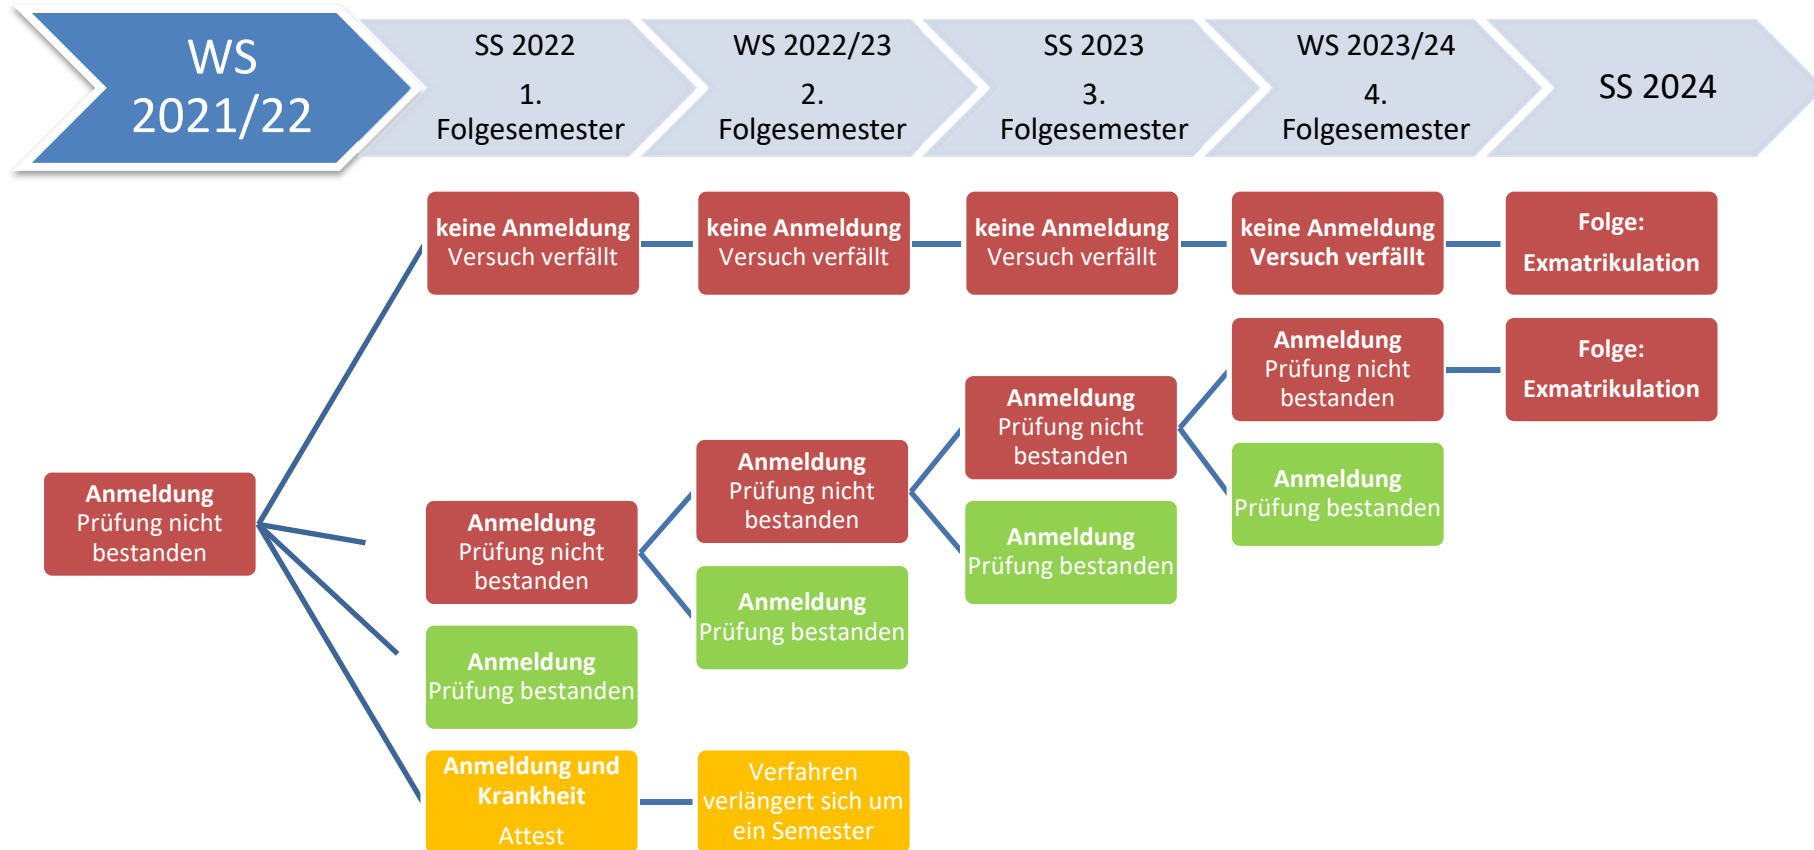 WS
2021/22
SS 2022
1.
Folgesemester
WS 2022/23
2.
Folgesemester
SS 2023
3.
Folgesemester
WS 2023/24
4.
Folgesemester
SS 2024
keine Anmeldung
Versuch verfällt
keine Anmeldung
Versuch verfällt
keine Anmeldung
Versuch verfällt
keine Anmeldung
Versuch verfällt
Folge:
Exmatrikulation
Anmeldung
Prüfung nicht
bestanden
Folge:
Exmatrikulation
Anmeldung
Prüfung nicht
bestanden
Anmeldung
Prüfung bestanden
Anmeldung
Prüfung nicht
bestanden
Anmeldung
Prüfung bestanden
Anmeldung
Prüfung nicht
bestanden
Anmeldung
Prüfung nicht
bestanden
Anmeldung
Prüfung bestanden
Anmeldung
Prüfung bestanden
Anmeldung und
Krankheit
Attest
Verfahren
verlängert sich um
ein Semester